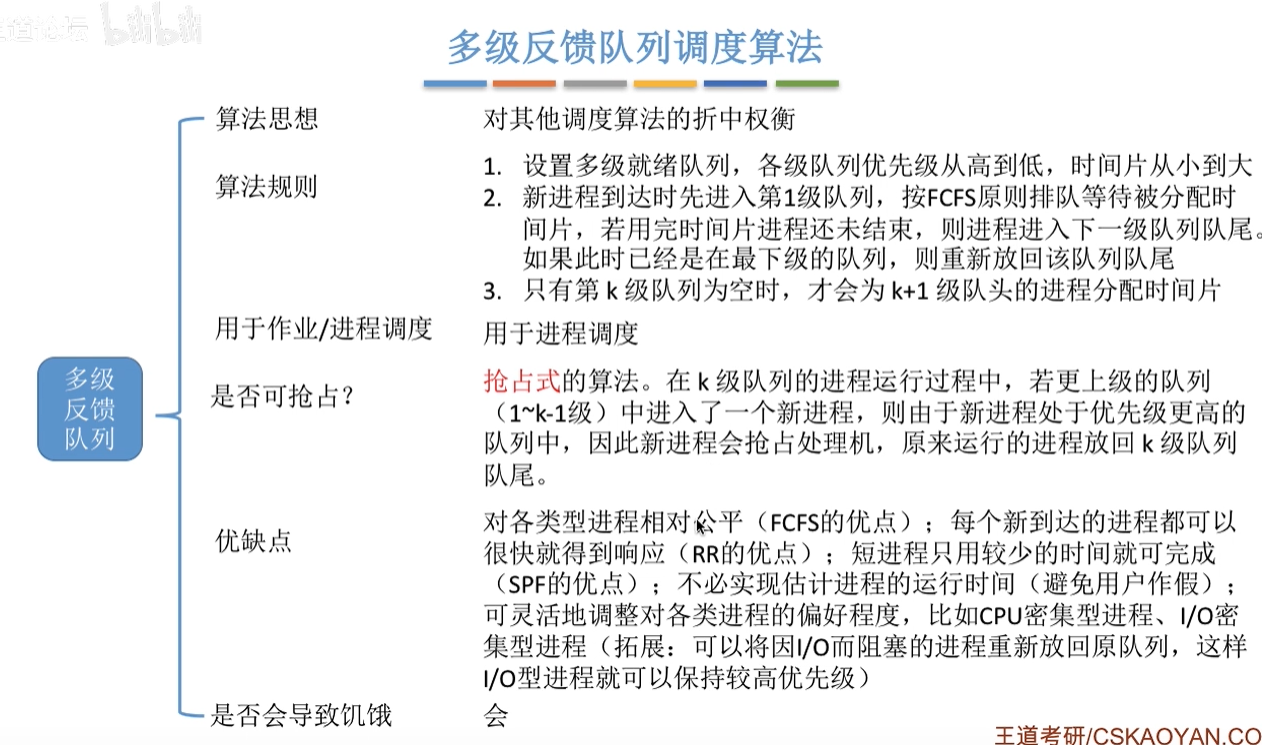 道论坛 bilibili
多级反馈队列调度算法
算法思想
对其他调度算法的折中权衡
算法规则
1. 设置多级就绪队列，各级队列优先级从高到低，时间片从小到大
2. 新进程到达时先进入第1级队列，按FCFS原则排队等待被分配时
间片，若用完时间片进程还未结束，则进程进入下一级队列队尾。
如果此时已经是在最下级的队列，则重新放回该队列队尾
3. 只有第 k 级队列为空时，才会为 k+1 级队头的进程分配时间片
用于作业/进程调度
用于进程调度
多级
反馈
队列
是否可抢占？
抢占式的算法。在 k 级队列的进程运行过程中，若更上级的队列
（1~k-1级）中进入了一个新进程，则由于新进程处于优先级更高的
队列中，因此新进程会抢占处理机，原来运行的进程放回 k 级队列
队尾。
优缺点
对各类型进程相对公平（FCFS的优点）；每个新到达的进程都可以
很快就得到响应（RR的优点）；短进程只用较少的时间就可完成
（SPF的优点）；不必实现估计进程的运行时间（避免用户作假）；
可灵活地调整对各类进程的偏好程度，比如CPU密集型进程、I/O密
集型进程（拓展：可以将因I/O而阻塞的进程重新放回原队列，这样
I/O型进程就可以保持较高优先级）
是否会导致饥饿
会
王道考研/CSKAOYAN.CO